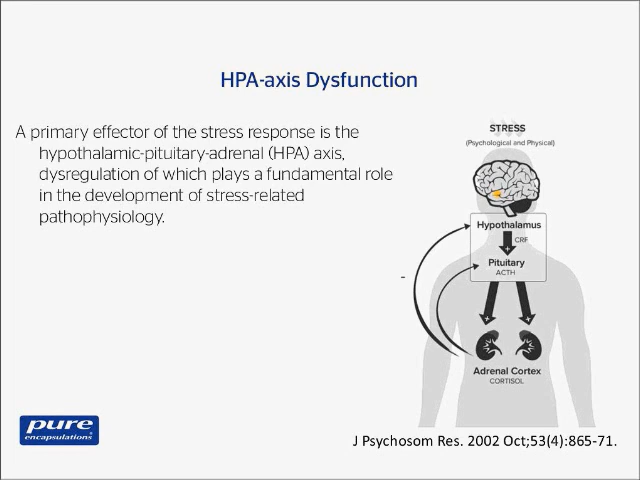 HPA-axis Dysfunction
A primary effector of the stress response is the
hypothalamic-pituitary-adrenal (HPA) axis,
dysregulation of which plays a fundamental role
in the development of stress-related
pathophysiology.
STRESS
(Psychological and Physical)
Hypothalamus
CRF
+
Pituitary
ACTH
-
+ +
Adrenal Cortex
CORTISOL
pure
encapsulations®
J Psychosom Res. 2002 Oct;53(4):865-71.